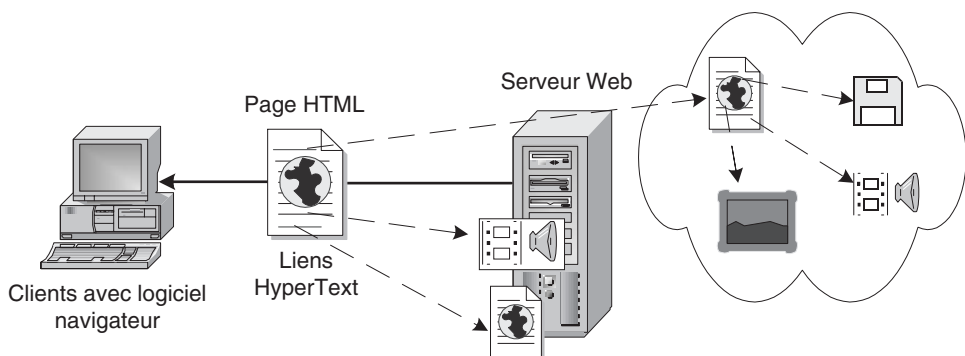 Serveur Web
Page HTML
Liens
HyperText
Clients avec logiciel
navigateur